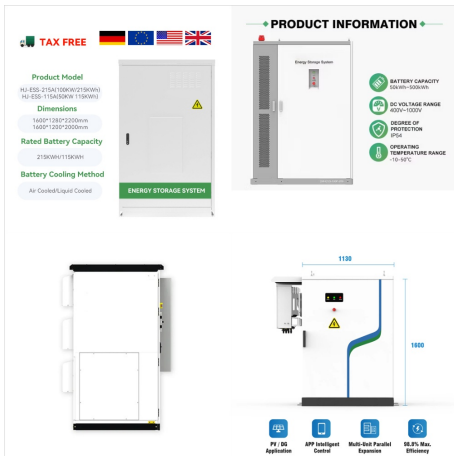 TAX FREE
Product Model
HJ-ESS-215A(100KW/215KWh)
HJ-ESS-115A(50KW 115KWh)
Dimensions
1600*1280*2200mm
1600*1200*2000mm
Rated Battery Capacity
215KWH/115KWH
Battery Cooling Method
Air Cooled/Liquid Cooled
ENERGY STORAGE SYSTEM
PRODUCT INFORMATION
Energy Storage System
BATTERY CAPACITY
50kWh~500kWh
DC VOLTAGE RANGE
400V~1000V
DEGREE OF
PROTECTION
IP54
OPERATING
TEMPERATURE RANGE
-10~50°C
1130
1600
PV / DG
Application
APP Intelligent
Control
Multi-Unit Parallel
Expansion
98.8% Max.
Efficiency